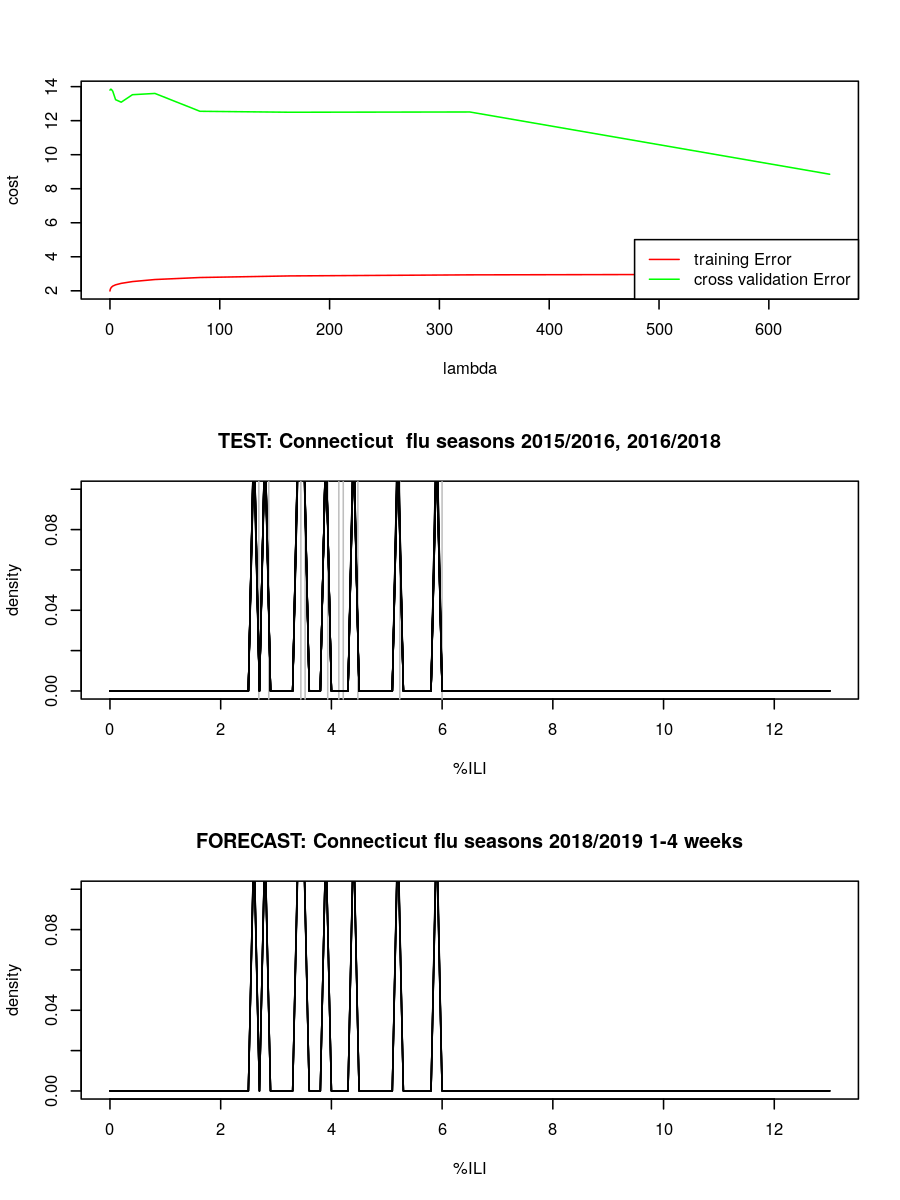 14
12
10
8
6
4
2
cost
training Error
cross validation Error
0 100 200 300 400 500 600
lambda
TEST: Connecticut  flu seasons 2015/2016, 2016/2018
0.08
0.04
0.00
density
0 2 4 6 8 10 12
%ILI
FORECAST: Connecticut flu seasons 2018/2019 1-4 weeks
0.08
0.04
0.00
density
0 2 4 6 8 10 12
%ILI